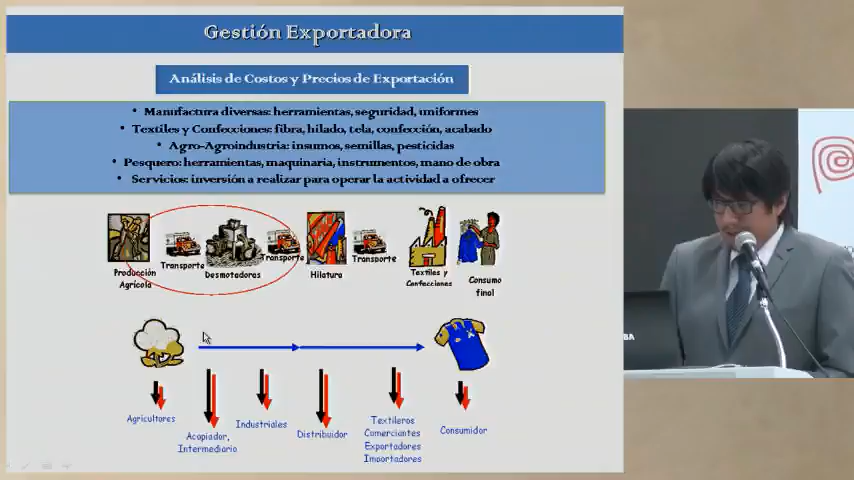 Gestión Exportadora
Análisis de Costos y Precios de Exportación
• Manufactura diversas: herramientas, seguridad, uniformes
• Textiles y Confecciones: fibra, hilado, tela, confección, acabado
• Agro-Agroindustria: insumos, semillas, pesticidas
• Pesquero: herramientas, maquinaria, instrumentos, mano de obra
• Servicios: inversión a realizar para operar la actividad a ofrecer
Producción
Agrícola
Transporte
Desmotadoras
Transporte
Hilatura
Transporte
Textiles y
Confecciones
Consumo
final
Agricultores
Acopiador,
Intermediario
Industriales
Distribuidor
Textileros
Comerciantes
Exportadores
Importadores
Consumidor
BA